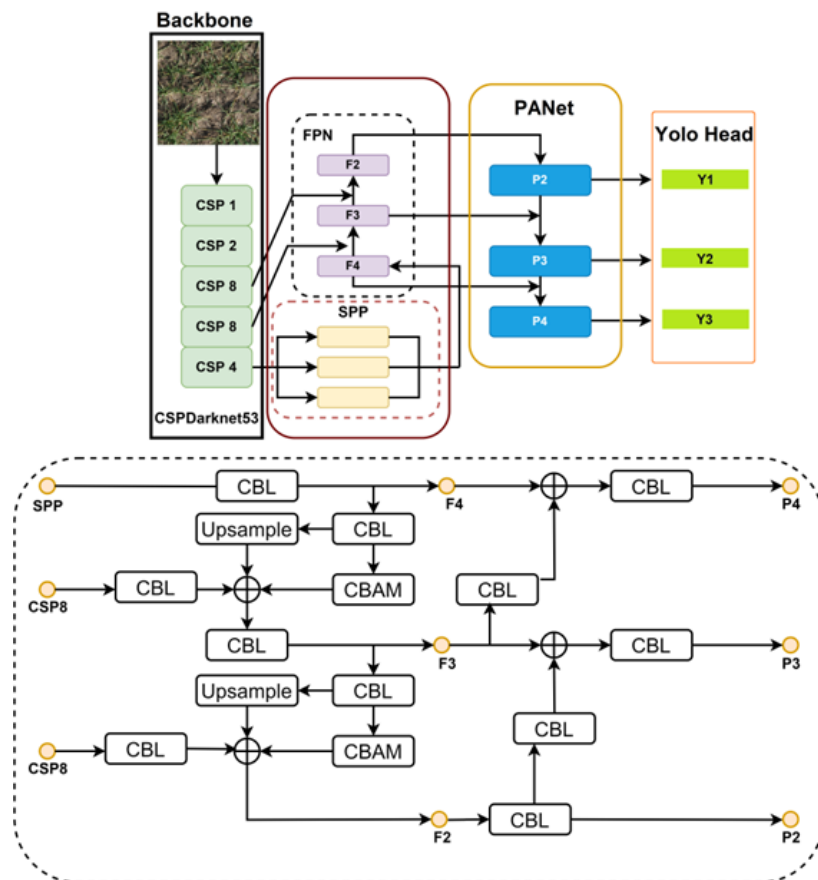 Backbone
PANet
FPN
Yolo Head
F2
P2
Y1
CSP 1
F3
CSP 2
F4
P3
Y2
CSP 8
SPP
CSP 8
P4
Y3
CSP 4
CSPDarknet53
CBL
CBL
SPP
F4
P4
Upsample
CBL
CBL
CBAM
CBL
CSP8
CBL
CBL
F3
P3
Upsample
CBL
CBL
CBL
CBAM
CSP8
CBL
F2
P2